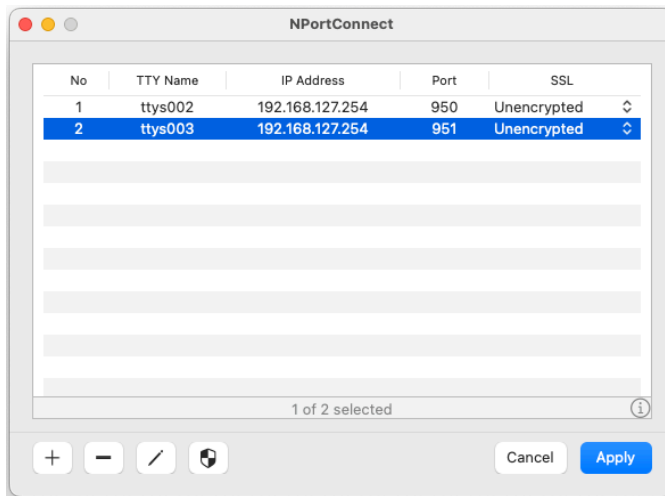 NPortConnect
No TTY Name IP Address Port SSL
1 ttys002 192.168.127.254 950 Unencrypted
2 ttys003 192.168.127.254 951 Unencrypted
1 of 2 selected
Cancel Apply